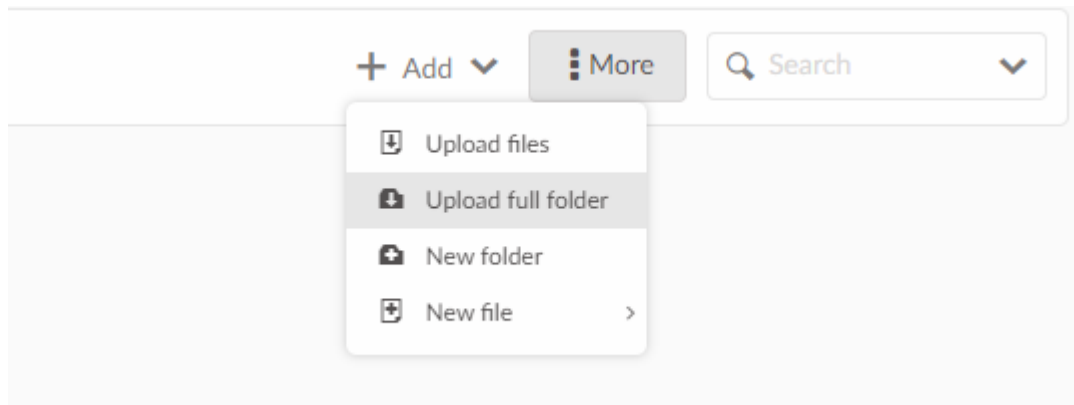 Add
More
Search
Upload files
Upload full folder
New folder
New file